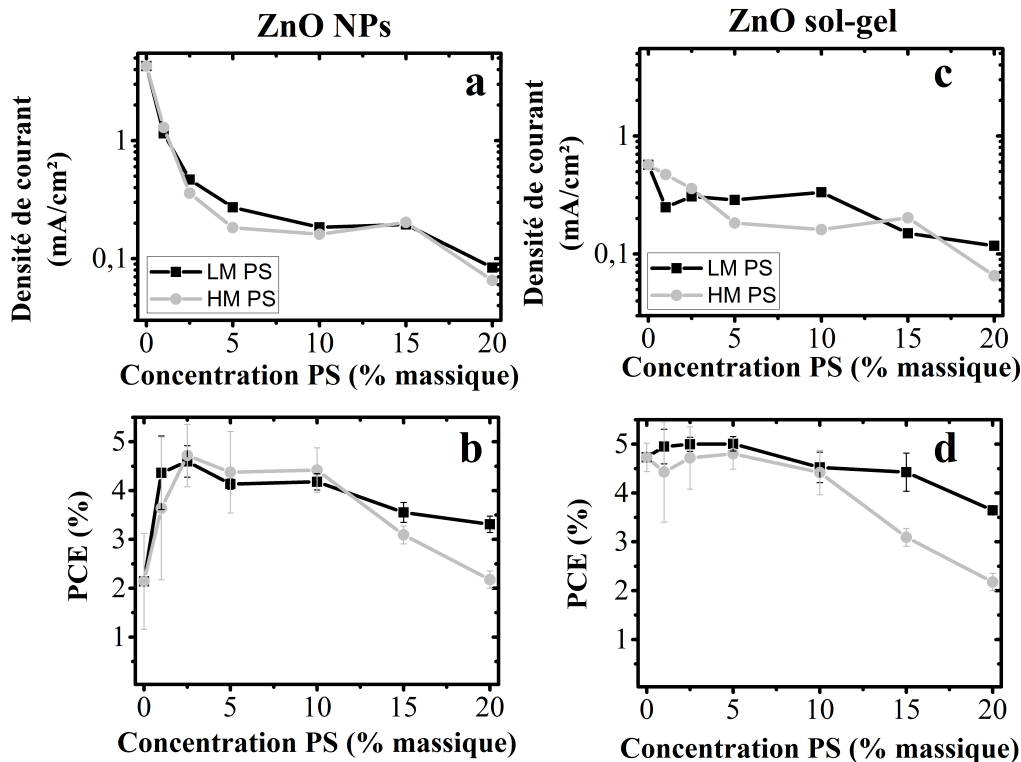 ZnO NPs
a
1
0,1
Densité de courant
(mA/cm²)
LM PS
HM PS
0 5 10 15 20
Concentration PS (% massique)
ZnO sol-gel
c
1
0,1
Densité de courant
(mA/cm²)
LM PS
HM PS
0 5 10 15 20
Concentration PS (% massique)
b
5
4
3
2
1
PCE (%)
0 5 10 15 20
Concentration PS (% massique)
d
5
4
3
2
1
PCE (%)
0 5 10 15 20
Concentration PS (% massique)